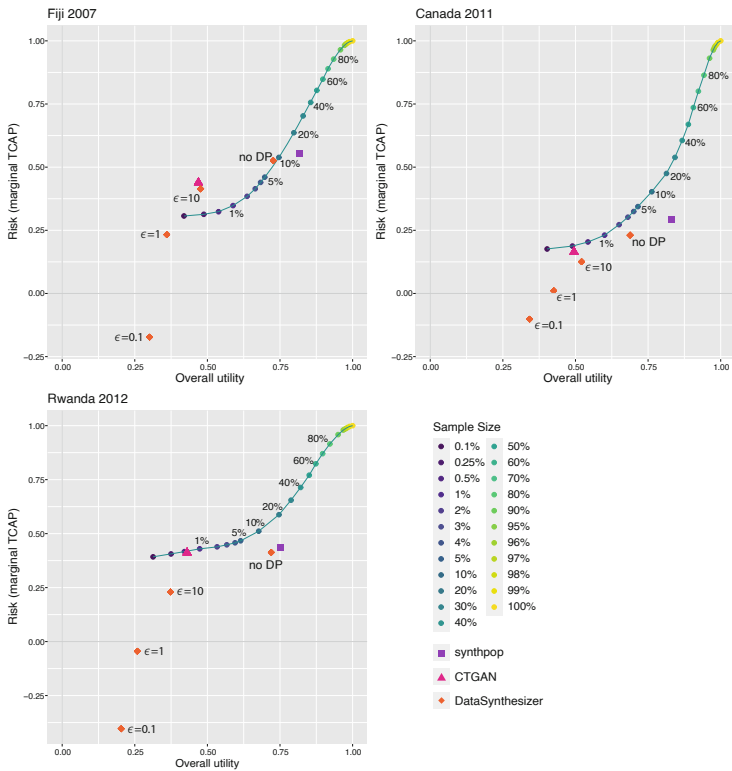 Fiji 2007
Risk (marginal TCAP)
1.00
0.75
0.50
0.25
0.00
−0.25
80%
60%
40%
20%
no DP
10%
5%
ϵ=10
1%
ϵ=1
ϵ=0.1
0.00 0.25 0.50 0.75 1.00
Overall utility
Canada 2011
Risk (marginal TCAP)
1.00
0.75
0.50
0.25
0.00
−0.25
80%
60%
40%
20%
10%
5%
1%
no DP
ϵ=10
ϵ=1
ϵ=0.1
0.00 0.25 0.50 0.75 1.00
Overall utility
Rwanda 2012
Risk (marginal TCAP)
1.00
0.75
0.50
0.25
0.00
−0.25
80%
60%
40%
20%
10%
5%
1%
no DP
ϵ=10
ϵ=1
ϵ=0.1
0.00 0.25 0.50 0.75 1.00
Overall utility
Sample Size
0.1% 50%
0.25% 60%
0.5% 70%
1% 80%
2% 90%
3% 95%
4% 96%
5% 97%
10% 98%
20% 99%
30% 100%
40%
synthpop
CTGAN
DataSynthesizer